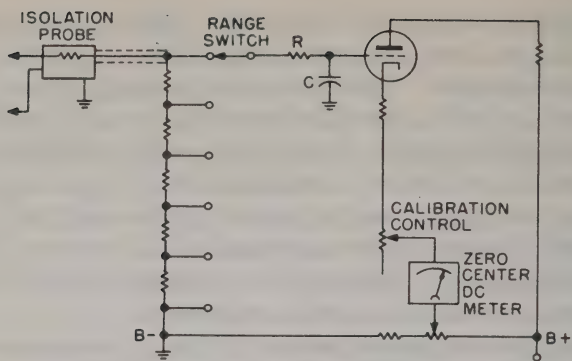 ISOLATION
PROBE
RANGE
SWITCH
R
C
CALIBRATION
CONTROL
ZERO
CENTER
DC
METER
B-
B+